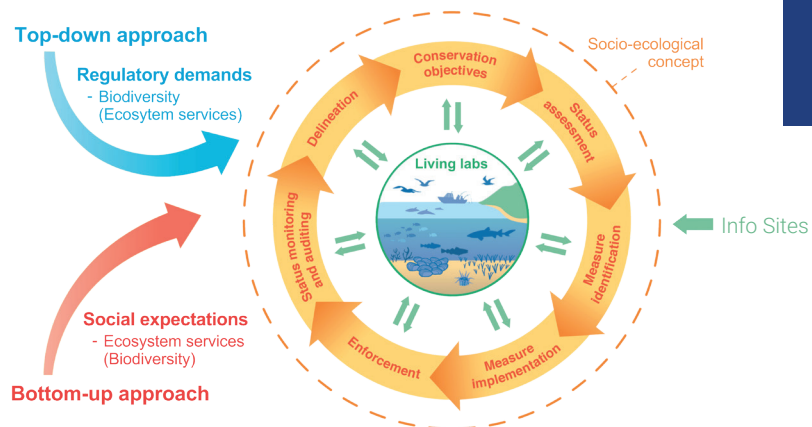 Top-down approach
Regulatory demands
- Biodiversity
(Ecosytem services)
Socio-ecological
concept
Conservation
objectives
Status
assessment
Measure
identification
Measure
implementation
Enforcement
Status monitoring
and auditing
Delineation
Living labs
Info Sites
Social expectations
- Ecosystem services
(Biodiversity)
Bottom-up approach